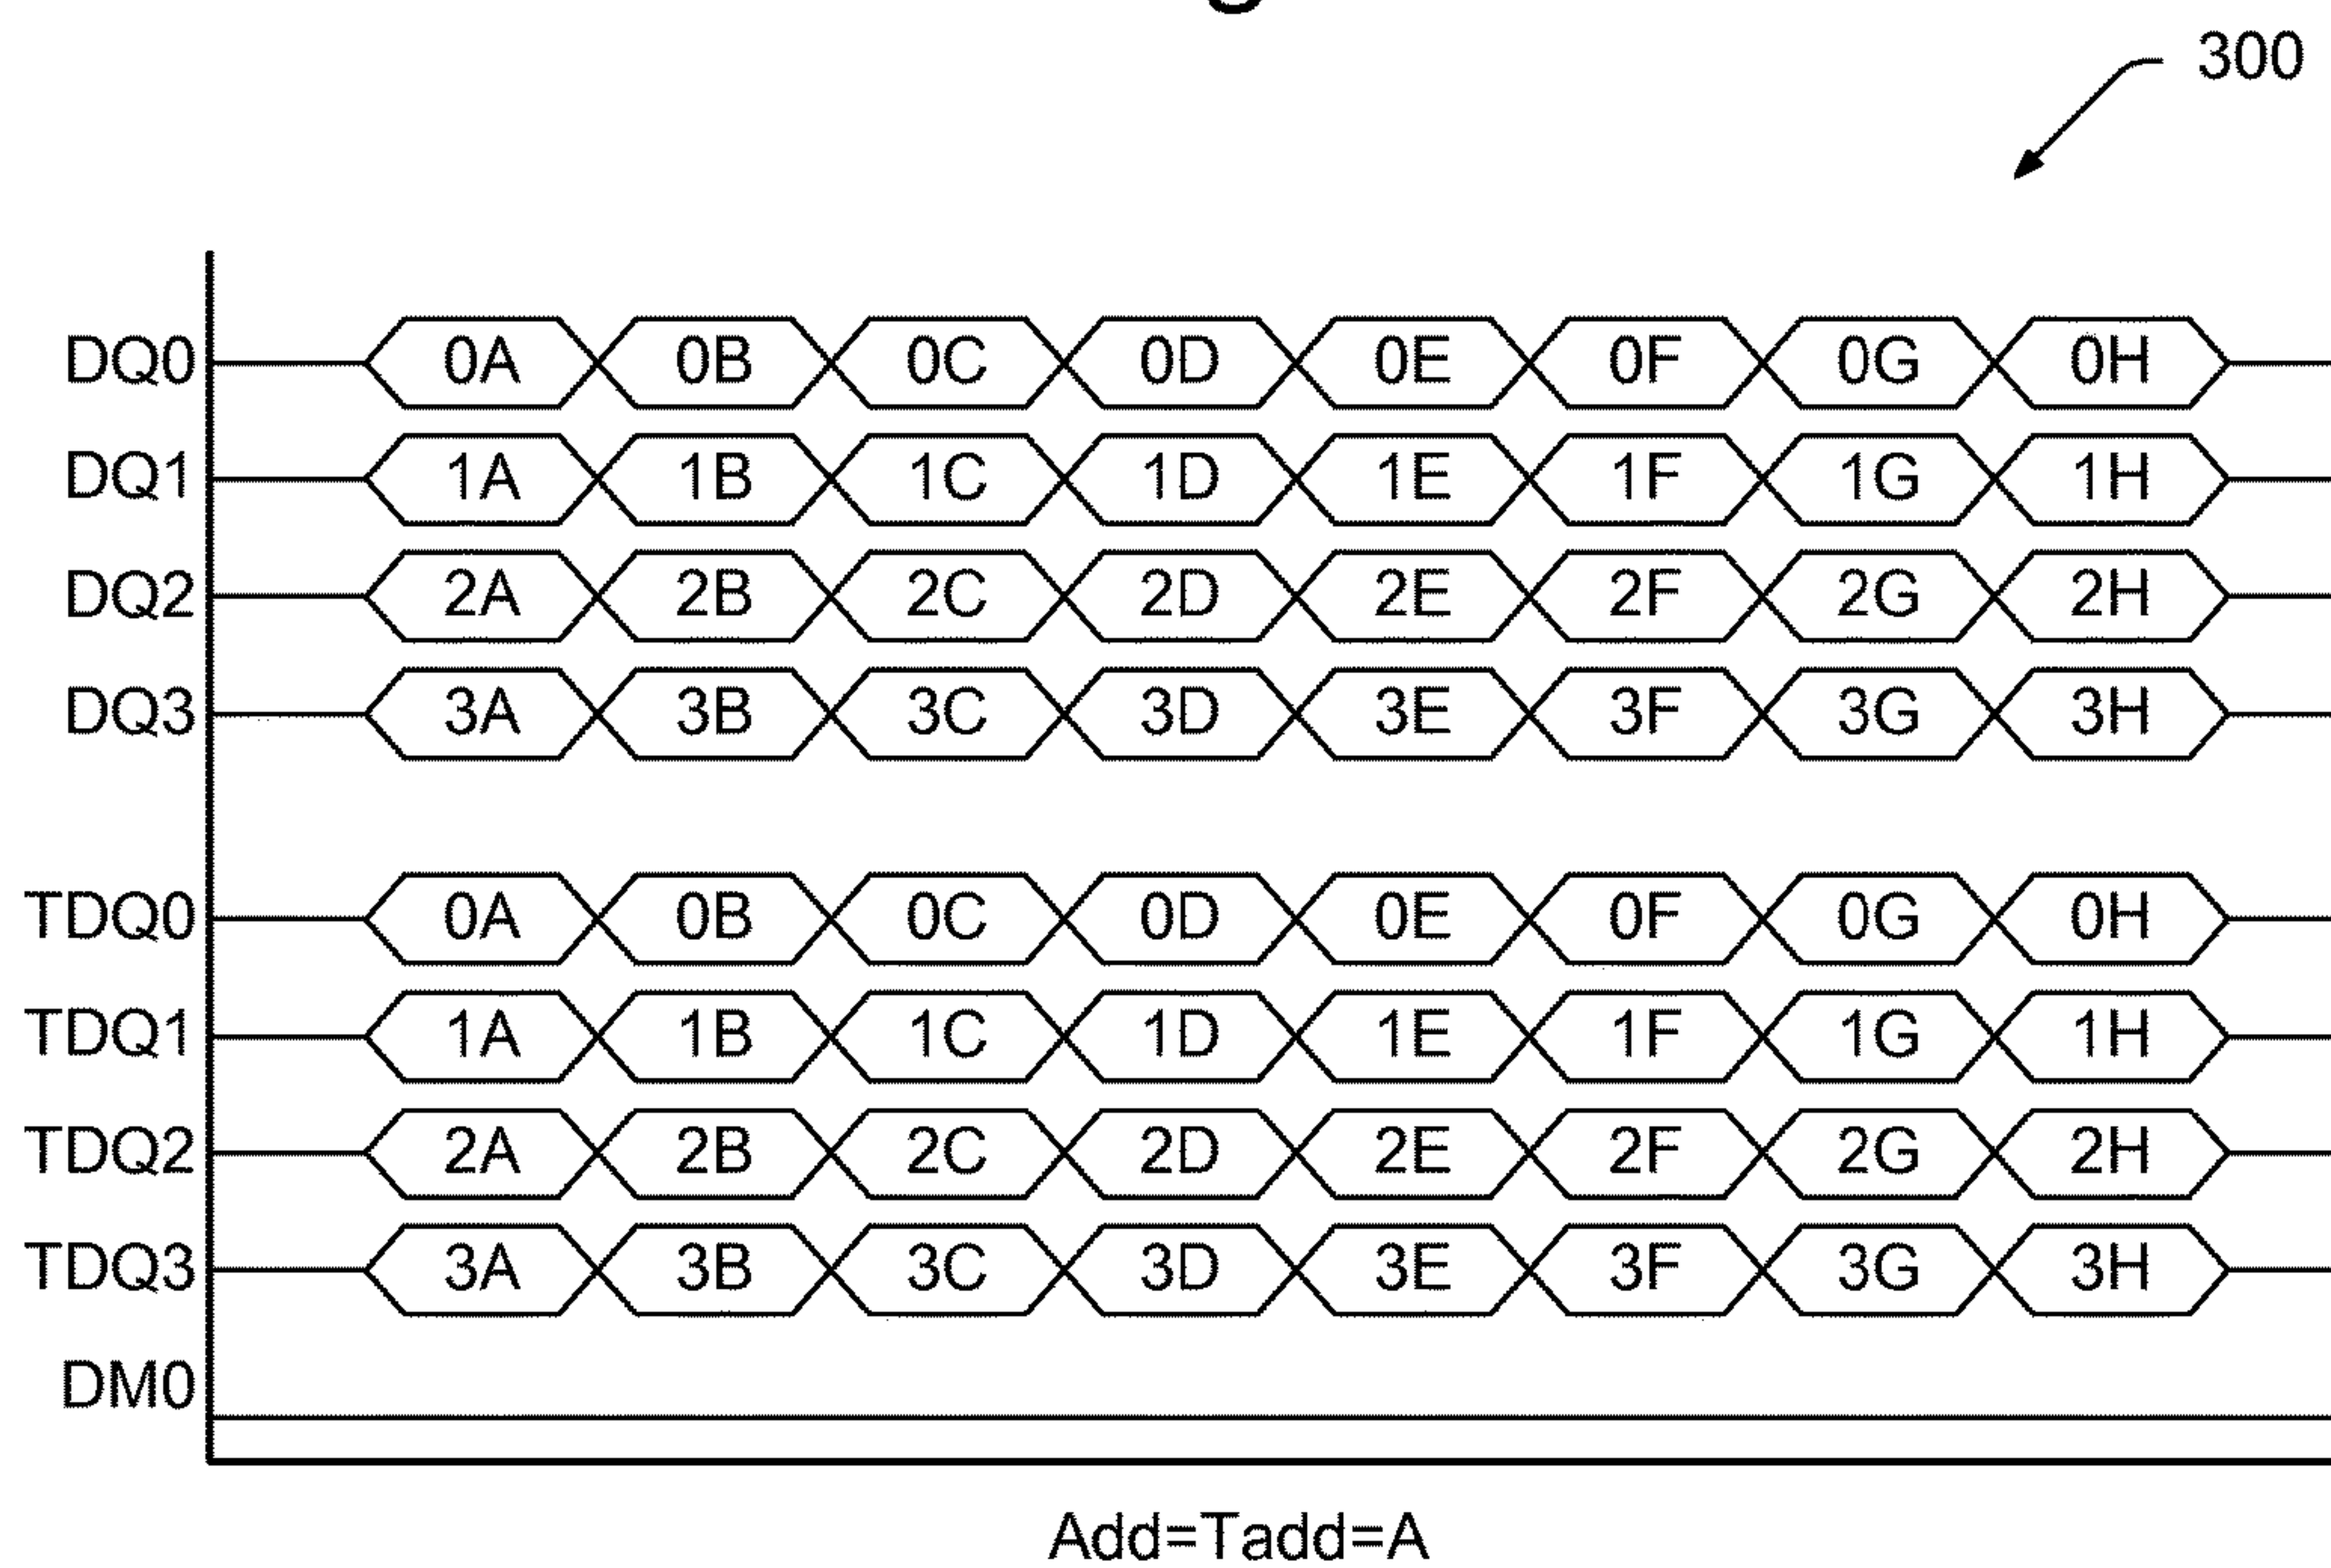 300
DQ0 0A 0B 0C 0D 0E 0F 0G 0H
DQ1 1A 1B 1C 1D 1E 1F 1G 1H
DQ2 2A 2B 2C 2D 2E 2F 2G 2H
DQ3 3A 3B 3C 3D 3E 3F 3G 3H
TDQ0 0A 0B 0C 0D 0E 0F 0G 0H
TDQ1 1A 1B 1C 1D 1E 1F 1G 1H
TDQ2 2A 2B 2C 2D 2E 2F 2G 2H
TDQ3 3A 3B 3C 3D 3E 3F 3G 3H
DM0
Add=Tadd=A